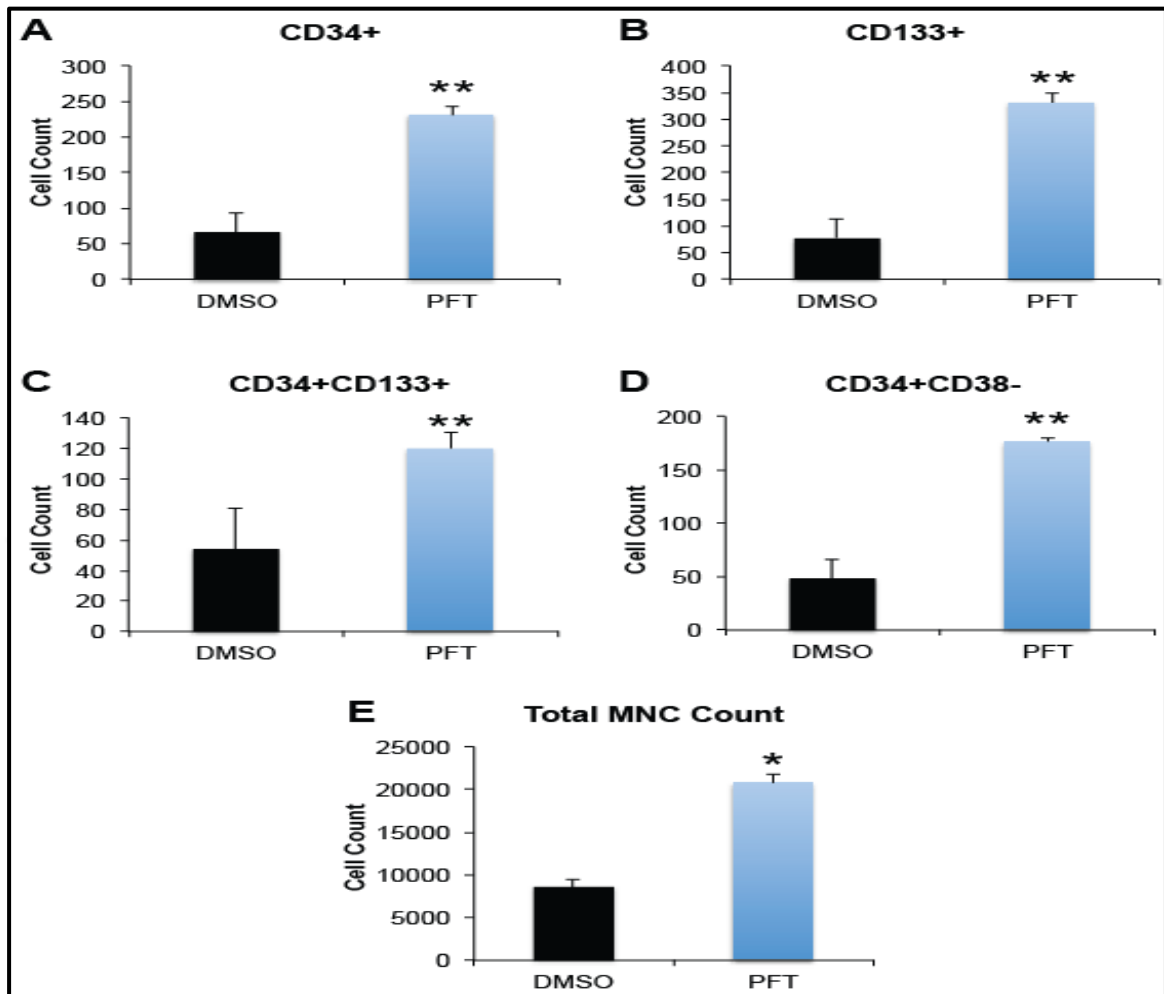 A CD34+
300
250
200
150
100
50
0
Cell Count
**
DMSO PFT
B CD133+
400
350
300
250
200
150
100
50
0
Cell Count
**
DMSO PFT
C CD34+CD133+
140
120
100
80
60
40
20
0
Cell Count
**
DMSO PFT
D CD34+CD38-
200
150
100
50
0
Cell Count
**
DMSO PFT
E Total MNC Count
25000
20000
15000
10000
5000
0
Cell Count
*
DMSO PFT